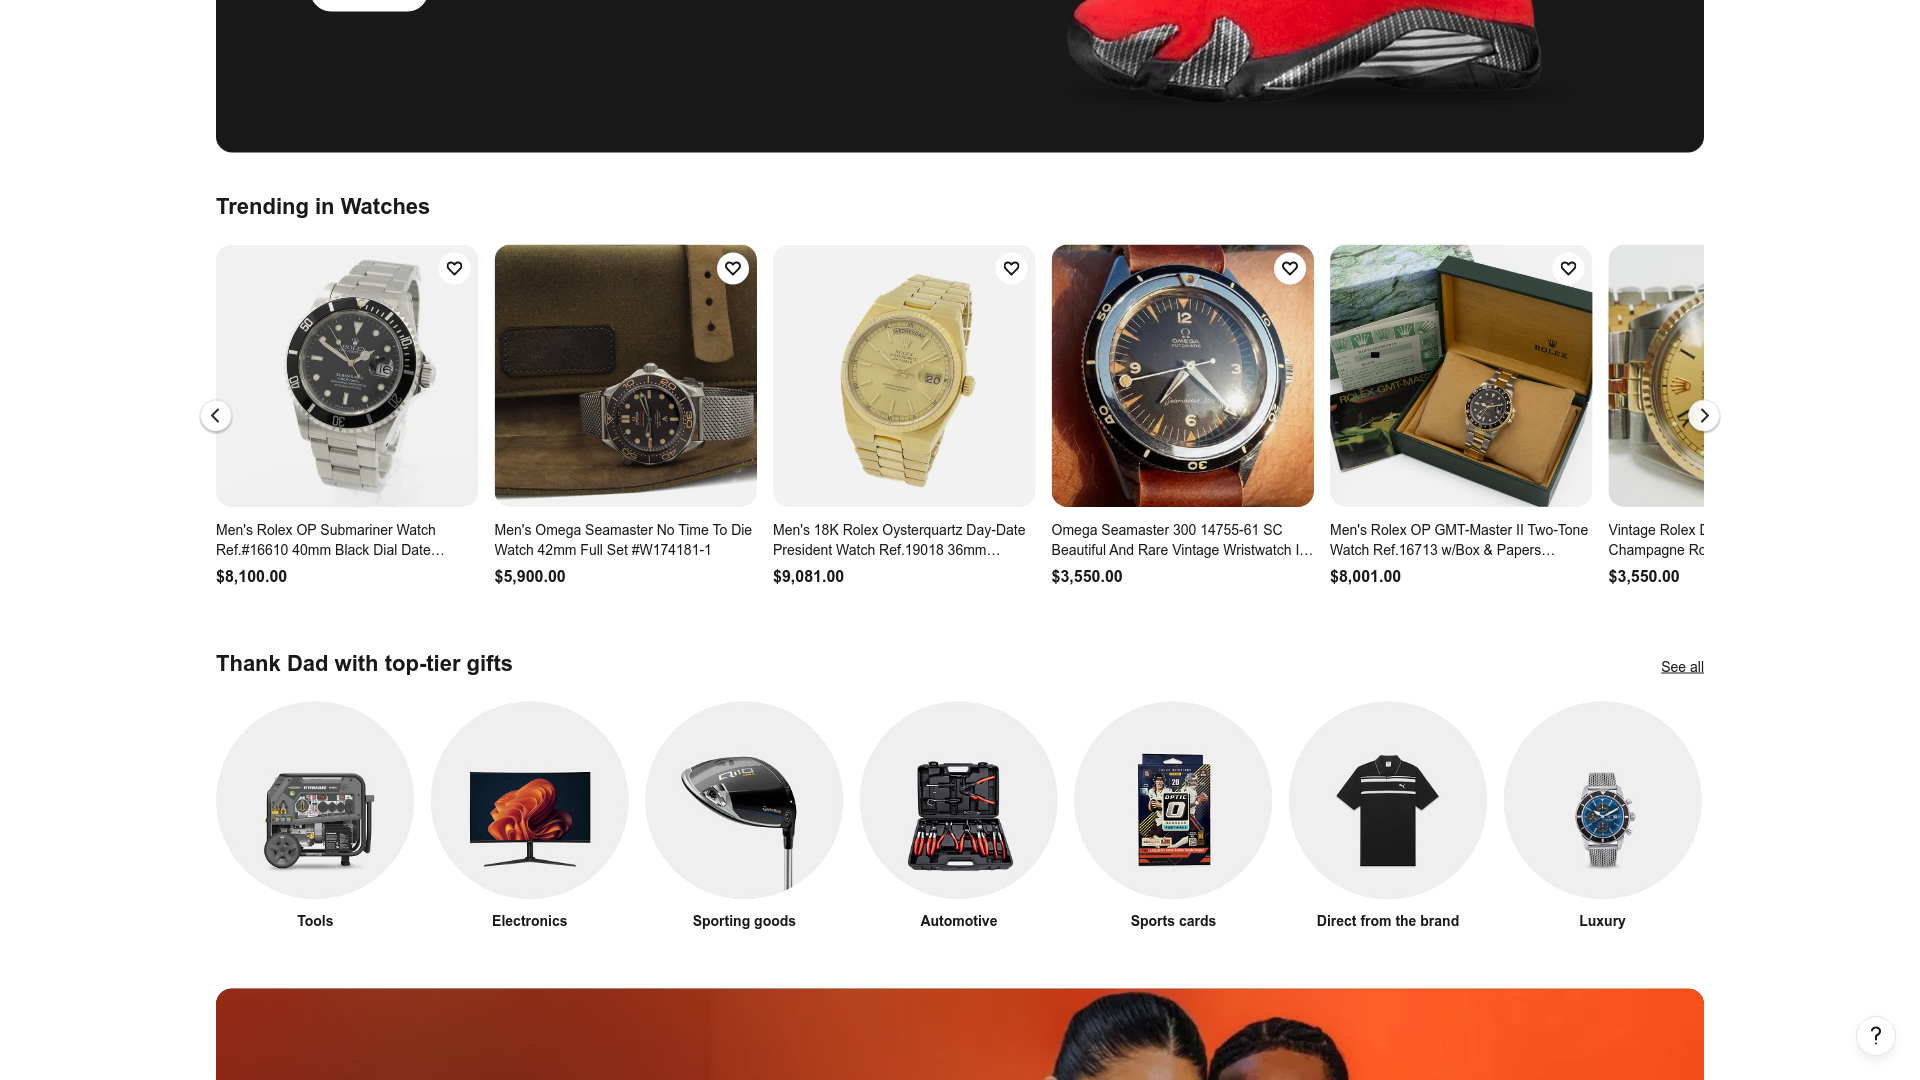 Trending in Watches
Men's Rolex OP Submariner Watch
Ref.#16610 40mm Black Dial Date…
$8,100.00
Men's Omega Seamaster No Time To Die
Watch 42mm Full Set #W174181-1
$5,900.00
Men's 18K Rolex Oysterquartz Day-Date
President Watch Ref.19018 36mm…
$9,081.00
Omega Seamaster 300 14755-61 SC
Beautiful And Rare Vintage Wristwatch I…
$3,550.00
Men's Rolex OP GMT-Master II Two-Tone
Watch Ref.16713 w/Box & Papers…
$8,001.00
Vintage Rolex D
Champagne Ro
$3,550.00
Thank Dad with top-tier gifts
See all
Tools
Electronics
Sporting goods
Automotive
Sports cards
Direct from the brand
Luxury
?